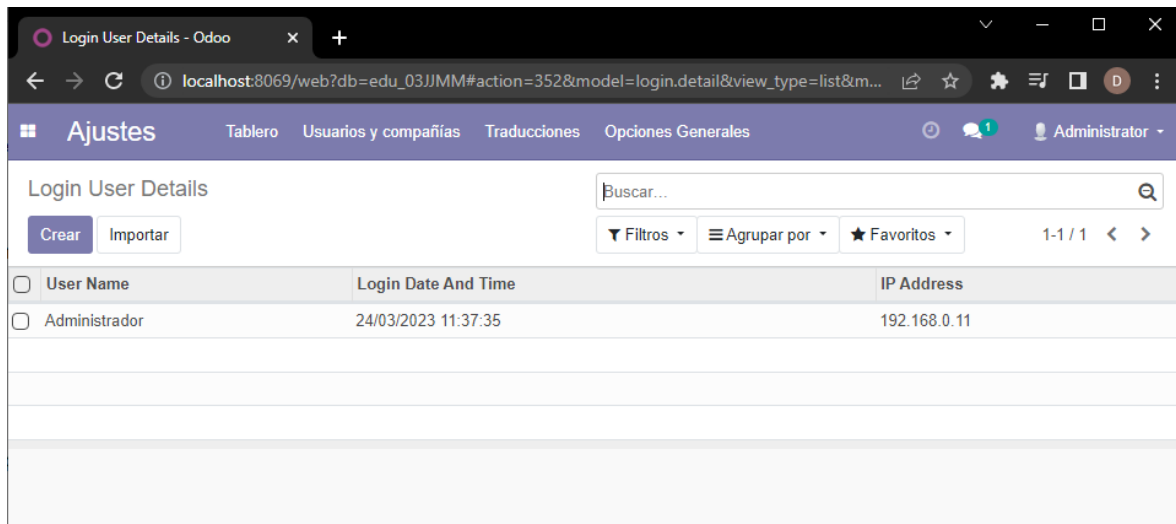 Login User Details - Odoo
localhost:8069/web?db=edu_03JJMM#action=352&model=login.detail&view_type=list&m... D
Ajustes Tablero Usuarios y compañías Traducciones Opciones Generales 1 Administrator
Login User Details Buscar...
Crear Importar Filtros Agrupar por Favoritos 1-1 / 1
User Name Login Date And Time IP Address
Administrador 24/03/2023 11:37:35 192.168.0.11